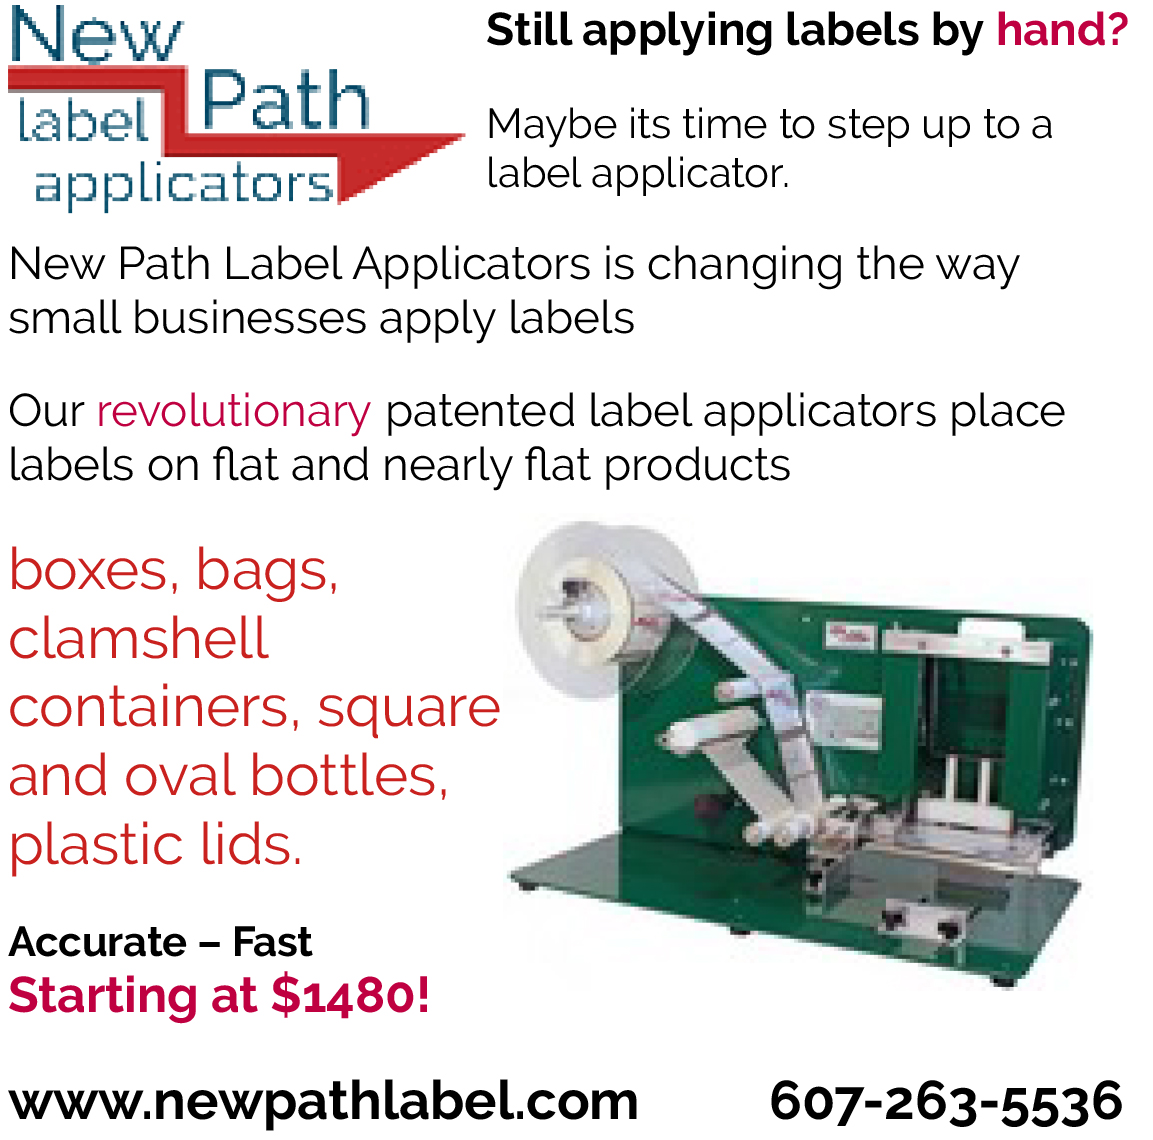 New
Path
label
applicators
Still applying labels by hand?
Maybe its time to step up to a
label applicator.
New Path Label Applicators is changing the way
small businesses apply labels
Our revolutionary patented label applicators place
labels on flat and nearly flat products
boxes, bags,
clamshell
containers, square
and oval bottles,
plastic lids.
Accurate – Fast
Starting at $1480!
www.newpathlabel.com
607-263-5536